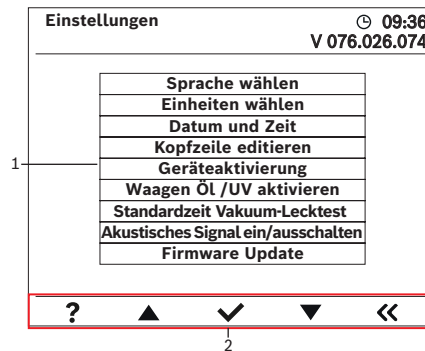 Einstellungen
09:36
V 076.026.074
Sprache wählen
Einheiten wählen
Datum und Zeit
Kopfzeile editieren
1
Geräteaktivierung
Waagen Öl /UV aktivieren
Standardzeit Vakuum-Lecktest
Akustisches Signal ein/ausschalten
Firmware Update
?
2